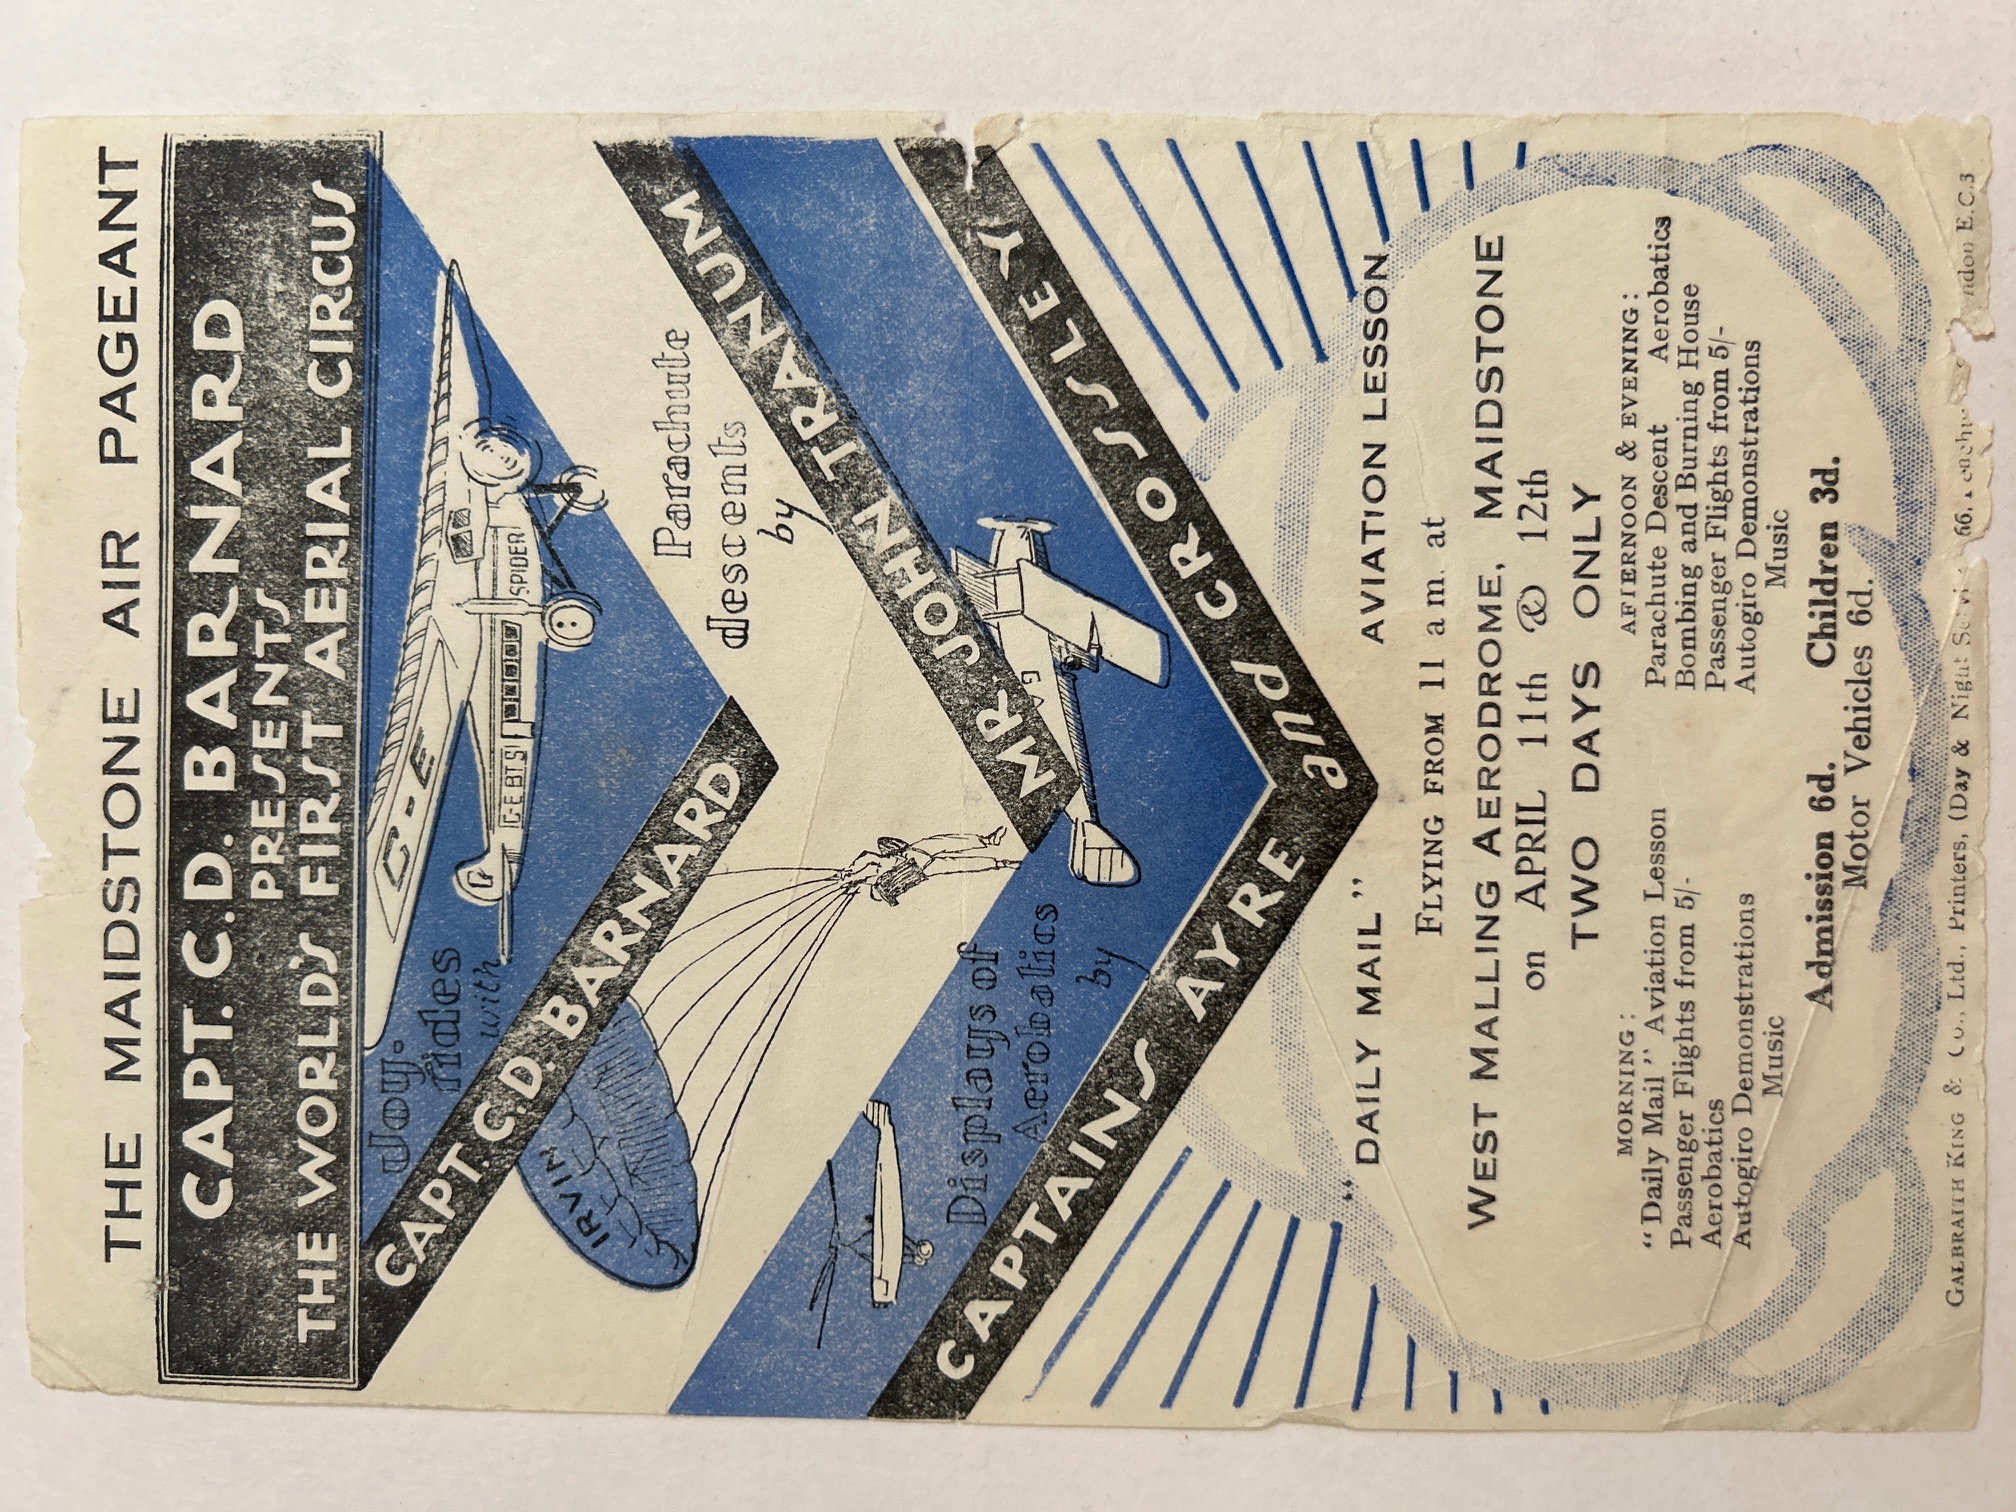 THE MAIDSTONE AIR PAGEANT
CAPT. C.D. BARNARD
PRESENTS
THE WORLD'S FIRST AERIAL CIRCUS
C-E
G-EBTS
SPIDER
G
Joy-
rides
with
CAPT. C.D. BARNARD
IRVIN
Parachute
descents
by
MR. JOHN TRANUM
G
Displays of
Aerobatics
by
CAPTAINS AYRE and CROSSLEY,
"DAILY MAIL" AVIATION LESSON
FLYING FROM 11 a m. at
WEST MALLING AERODROME, MAIDSTONE
on APRIL 11th & 12th
TWO DAYS ONLY
MORNING:
"Daily Mail" Aviation Lesson
Passenger Flights from 5/-
Aerobatics
Autogiro Demonstrations
Music
AFTERNOON & EVENING:
Parachute Descent Aerobatics
Bombing and Burning House
Passenger Flights from 5/-
Autogiro Demonstrations
Music
Admission 6d. Children 3d.
Motor Vehicles 6d.
GALBRAITH KING & Co., Ltd., Printers, (Day & Night Service 66, E.C.3